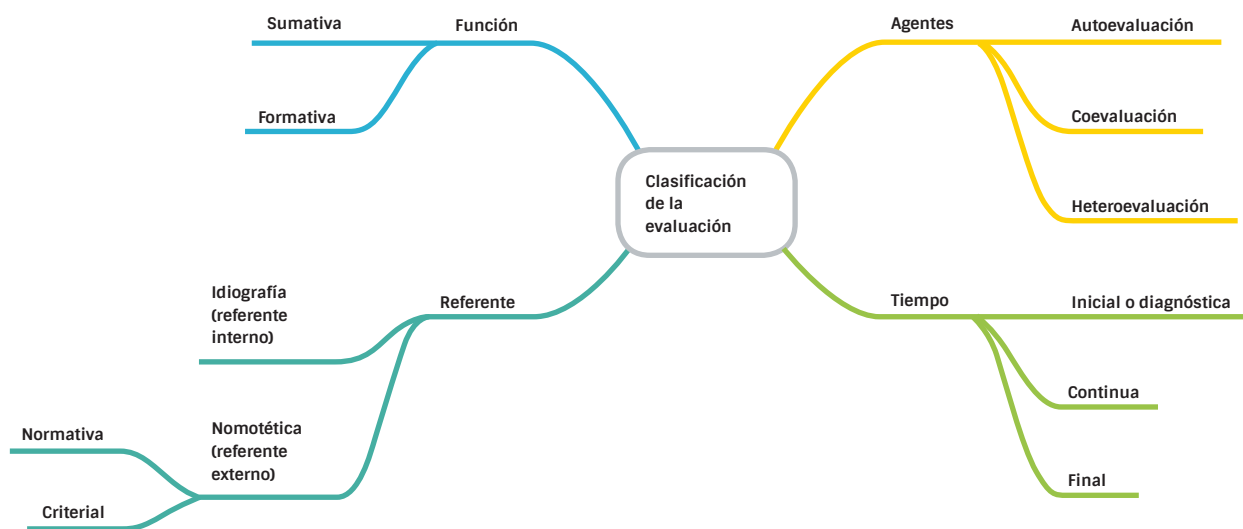 Clasificación
de la
evaluación
Función
Sumativa
Formativa
Referente
Idiografía
(referente
interno)
Nomotética
(referente
externo)
Normativa
Criterial
Agentes
Autoevaluación
Coevaluación
Heteroevaluación
Tiempo
Inicial o diagnóstica
Continua
Final